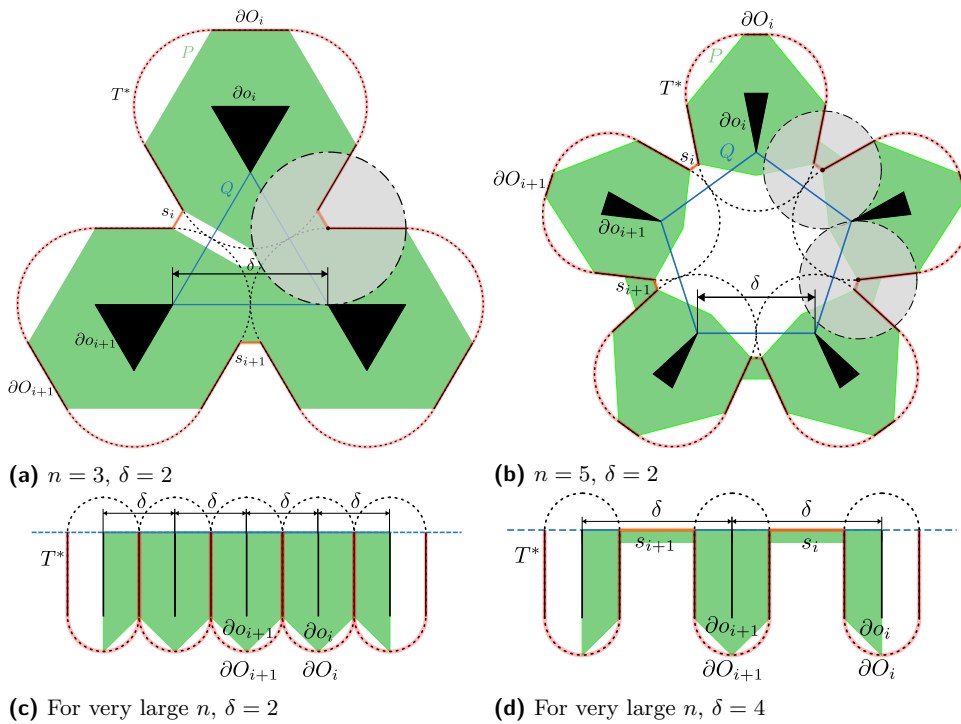 ∂O_i
P
T*
∂o_i
Q
s_i
δ
∂o_{i+1}
s_{i+1}
∂O_{i+1}
(a) n = 3, δ = 2
∂O_i
P
T*
∂o_i
s_i
Q
∂O_{i+1}
∂o_{i+1}
s_{i+1}
δ
(b) n = 5, δ = 2
δ δ δ δ
T*
∂o_{i+1} ∂o_i
∂O_{i+1} ∂O_i
(c) For very large n, δ = 2
δ δ
T* s_{i+1} s_i
∂o_{i+1} ∂o_i
∂O_{i+1} ∂O_i
(d) For very large n, δ = 4